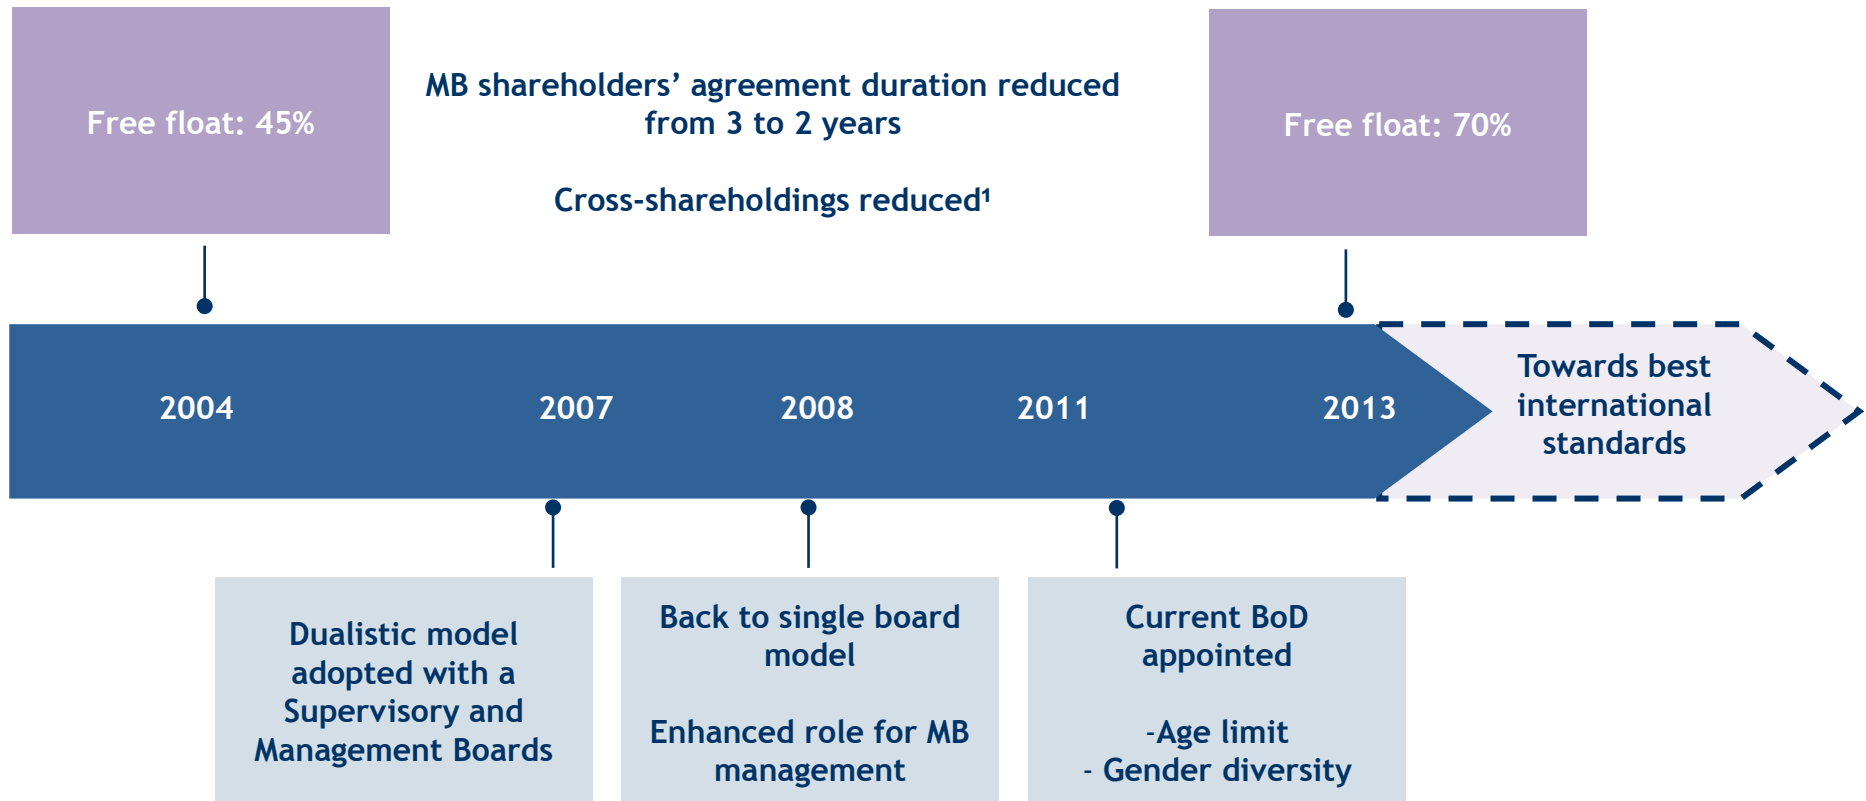 Free float: 45%
MB shareholders’ agreement duration reduced
from 3 to 2 years
Cross-shareholdings reduced¹
Free float: 70%
2004
2007
2008
2011
2013
Towards best
international
standards
Dualistic model
adopted with a
Supervisory and
Management Boards
Back to single board
model
Enhanced role for MB
management
Current BoD
appointed
-Age limit
- Gender diversity